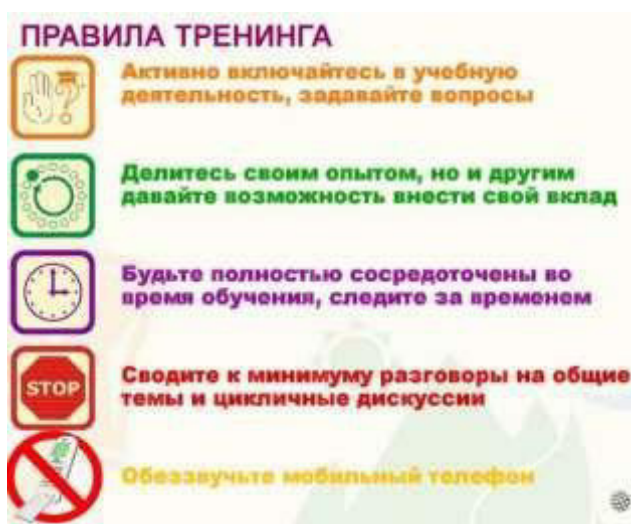 ПРАВИЛА ТРЕНИНГА
Активно включайтесь в учебную
деятельность, задавайте вопросы
Делитесь своим опытом, но и другим
давайте возможность внести свой вклад
Будьте полностью сосредоточены во
время обучения, следите за временем
STOP
Сводите к минимуму разговоры на общие
темы и цикличные дискуссии
Обеззвучьте мобильный телефон